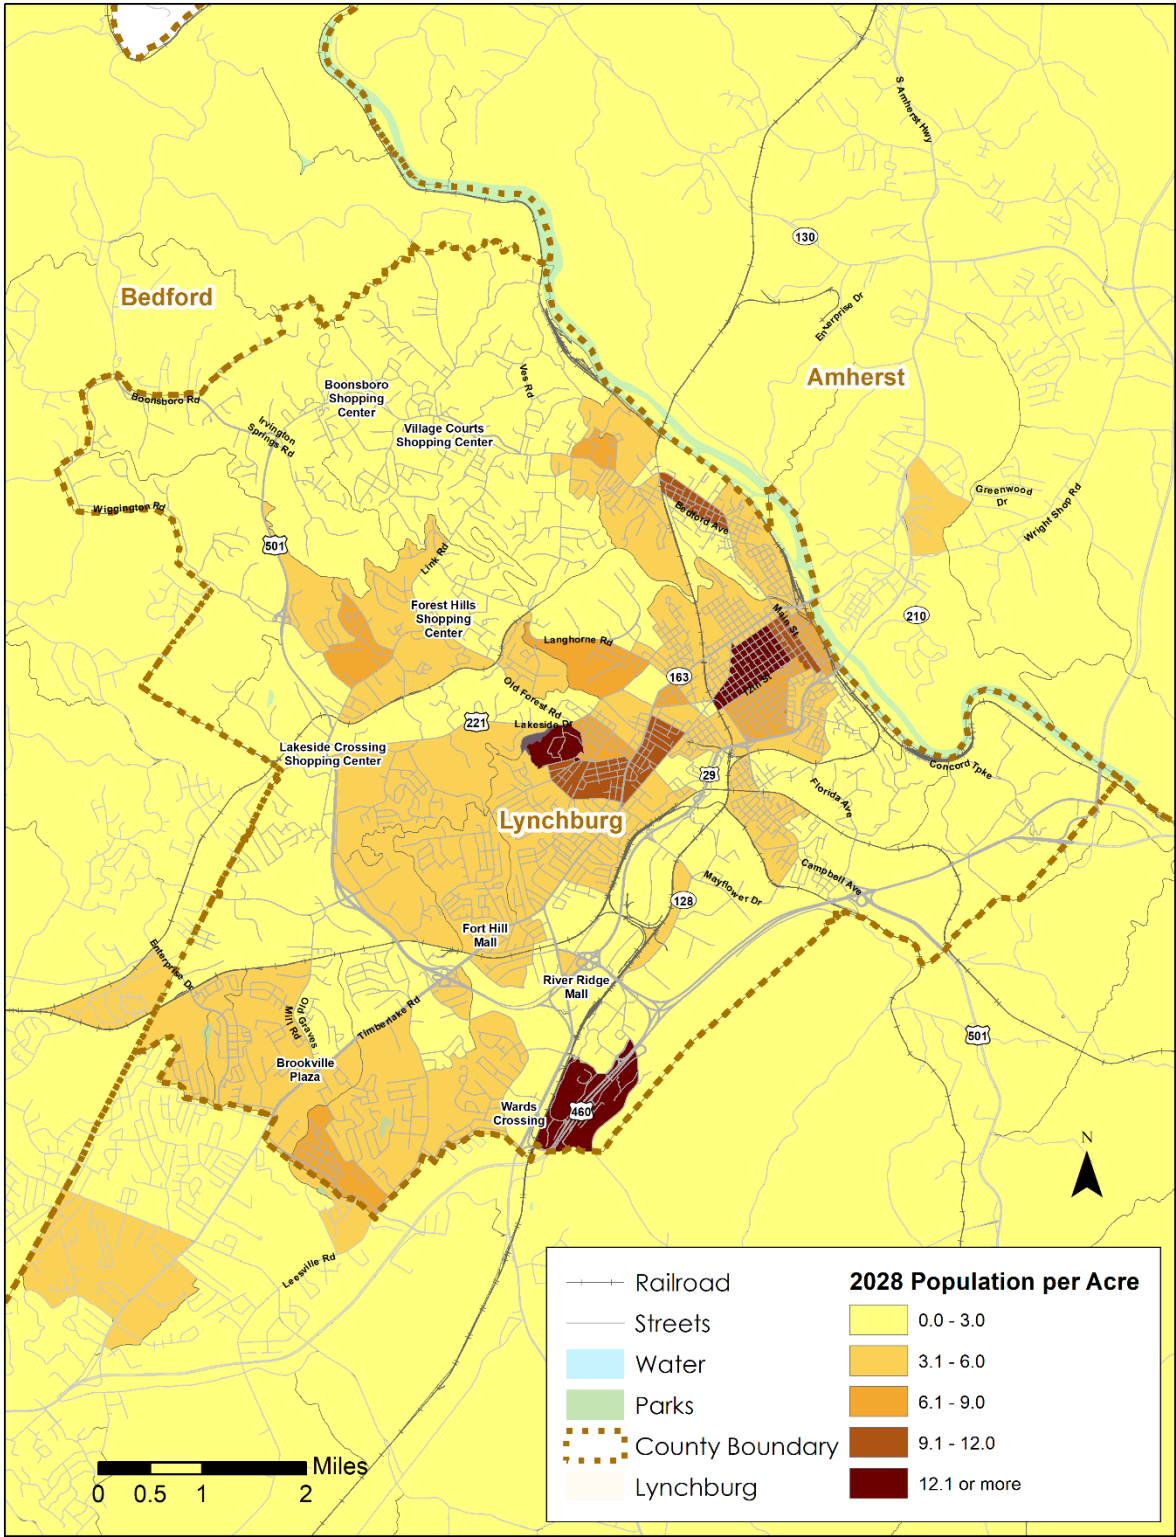 S Amherst Hwy
130
Bedford
Enterprise Dr
Amherst
Ves Rd
Boonsboro
Shopping
Center
Boonsboro Rd
Irvington
Springs Rd
Village Courts
Shopping Center
Greenwood
Dr
Wright Shop Rd
Wiggington Rd
Bedford Ave
501
Link Rd
Forest Hills
Shopping
Center
210
Main St
Langhorne Rd
163
12th St
Old Forest Rd
221
Lakeside Dr
Lakeside Crossing
Shopping Center
29
Concord Tpke
Florida Ave
Lynchburg
Campbell Ave
Mayflower Dr
128
Fort Hill
Mall
Enterprise Dr
River Ridge
Mall
Old Graves
Mill Rd
Timberlake Rd
501
Brookville
Plaza
Wards
Crossing
460
N
Leesville Rd
Railroad
Streets
Water
Parks
County Boundary
Lynchburg
2028 Population per Acre
0.0 - 3.0
3.1 - 6.0
6.1 - 9.0
9.1 - 12.0
12.1 or more
Miles
0 0.5 1 2